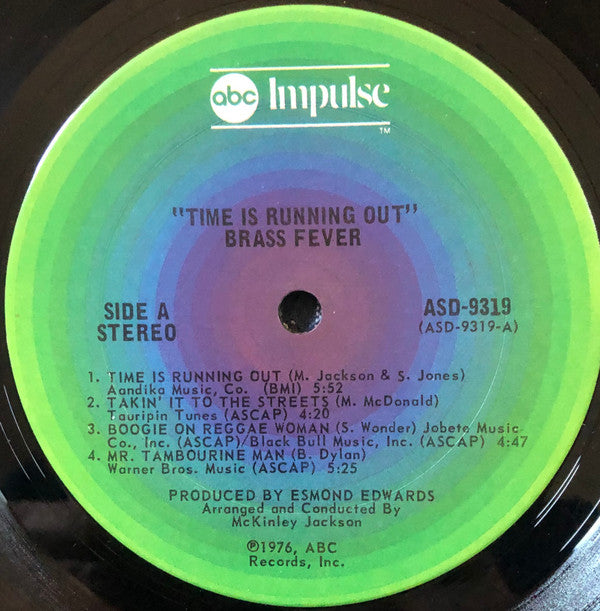 abc Impulse
TM
"TIME IS RUNNING OUT"
BRASS FEVER
SIDE A
STEREO
ASD-9319
(ASD-9319-A)
1. TIME IS RUNNING OUT (M. Jackson & S. Jones)
Aandika Music, Co. (BMI) 5:52
2. TAKIN' IT TO THE STREETS (M. McDonald)
Tauripin Tunes (ASCAP) 4:20
3. BOOGIE ON REGGAE WOMAN (S. Wonder) Jobete Music
Co., Inc. (ASCAP)/Black Bull Music, Inc. (ASCAP) 4:47
4. MR. TAMBOURINE MAN (B. Dylan)
Warner Bros. Music (ASCAP) 5:25
PRODUCED BY ESMOND EDWARDS
Arranged and Conducted By
McKinley Jackson
℗1976, ABC
Records, Inc.